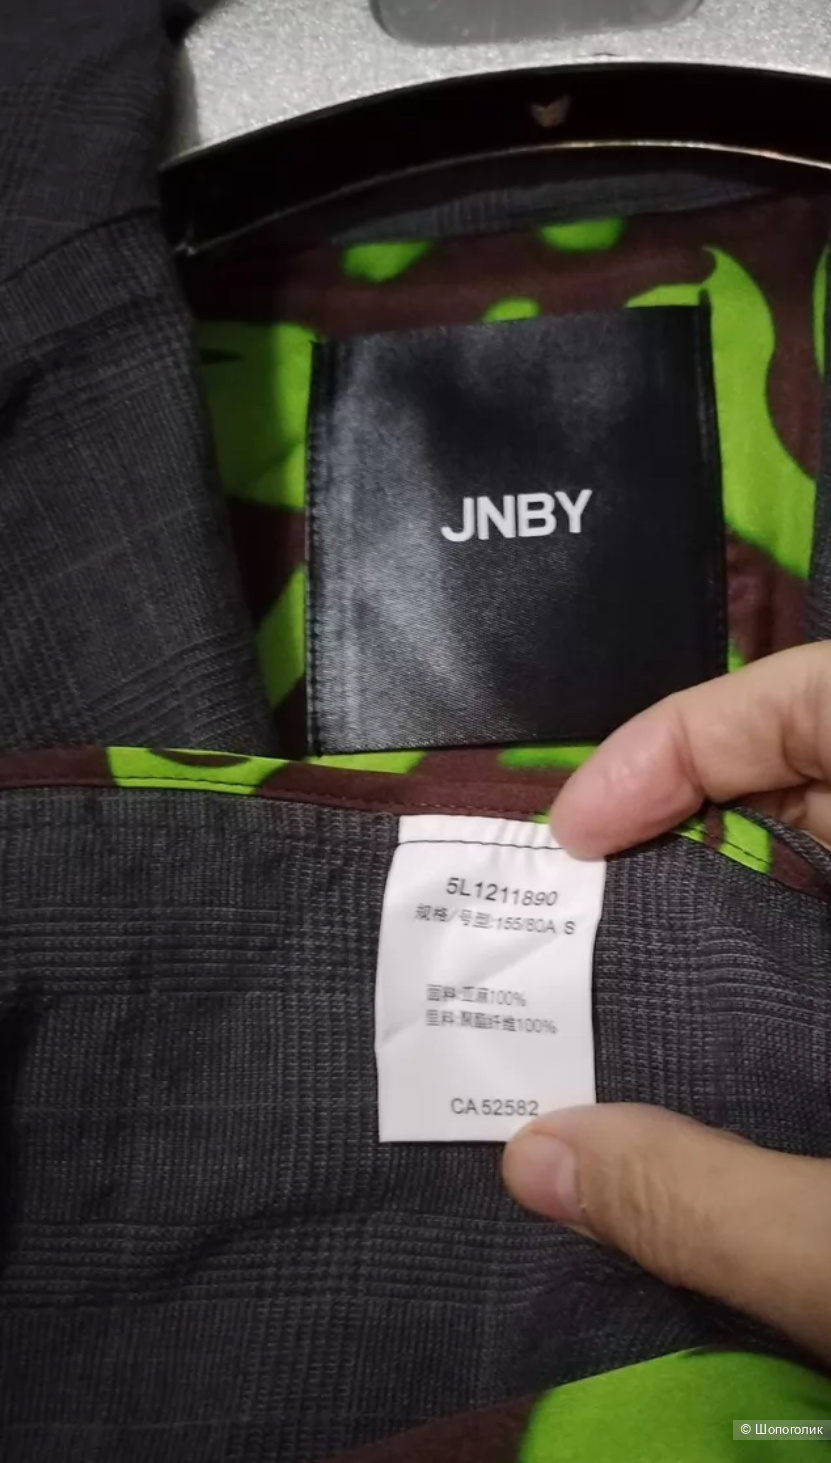 JNBY
5L1211890
规格/号型:155/80A S
面料:亚麻100%
里料:聚酯纤维100%
CA 52582
© Шопоголик